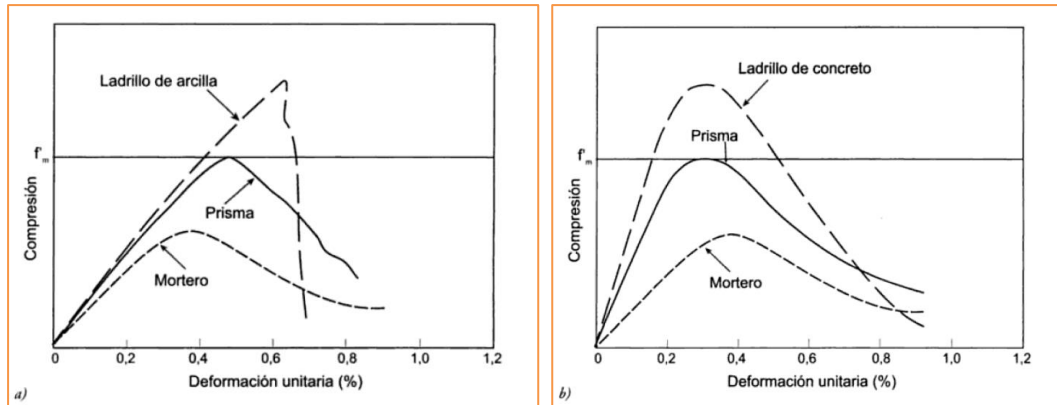 Ladrillo de arcilla
f'm
Compresión
Prisma
Mortero
0 0,2 0,4 0,6 0,8 1,0 1,2
Deformación unitaria (%)
a)
Ladrillo de concreto
Prisma
f'm
Compresión
Mortero
0 0,2 0,4 0,6 0,8 1,0 1,2
Deformación unitaria (%)
b)